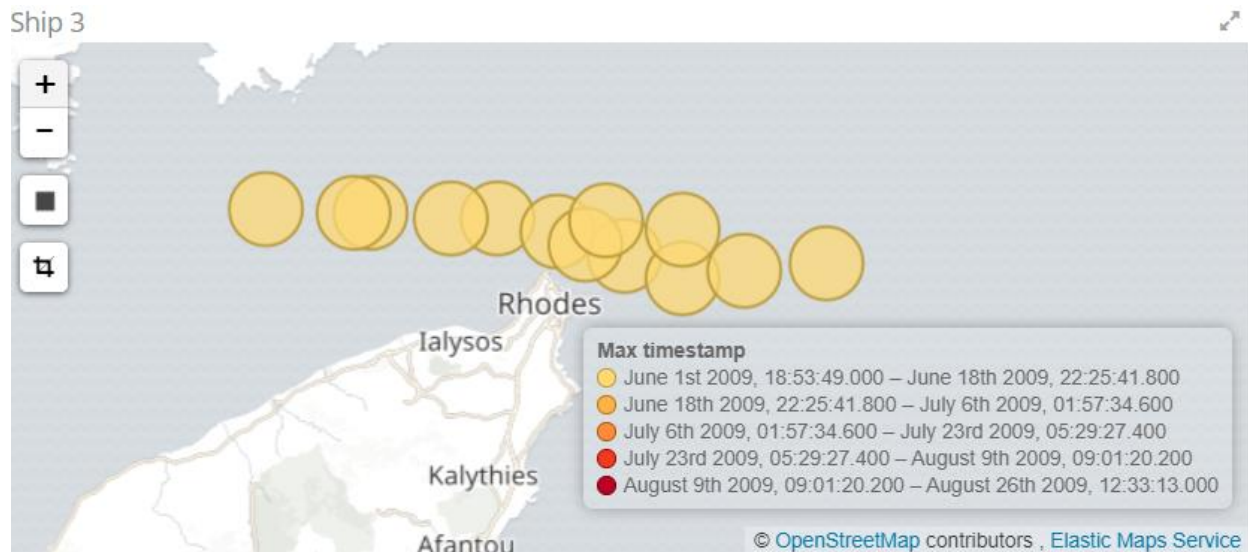 Ship 3
+
−
Rhodes
Ialysos
Max timestamp
June 1st 2009, 18:53:49.000 – June 18th 2009, 22:25:41.800
June 18th 2009, 22:25:41.800 – July 6th 2009, 01:57:34.600
July 6th 2009, 01:57:34.600 – July 23rd 2009, 05:29:27.400
July 23rd 2009, 05:29:27.400 – August 9th 2009, 09:01:20.200
August 9th 2009, 09:01:20.200 – August 26th 2009, 12:33:13.000
Kalythies
Afantou
© OpenStreetMap contributors , Elastic Maps Service